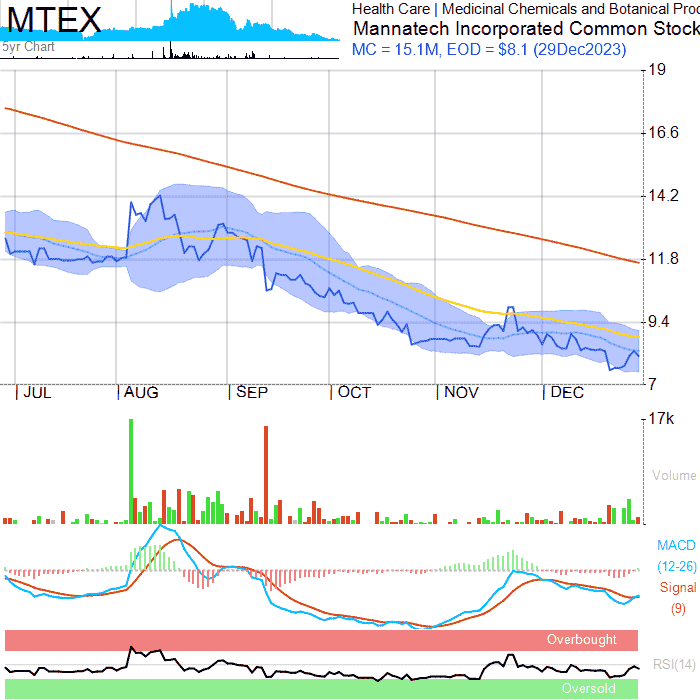 MTEX
5yr Chart
Health Care | Medicinal Chemicals and Botanical Pro
Mannatech Incorporated Common Stock
MC = 15.1M, EOD = $8.1 (29Dec2023)
19
16.6
14.2
11.8
9.4
7
JUL AUG SEP OCT NOV DEC
17k
Volume
MACD
(12-26)
Signal
(9)
Overbought
RSI(14)
Oversold